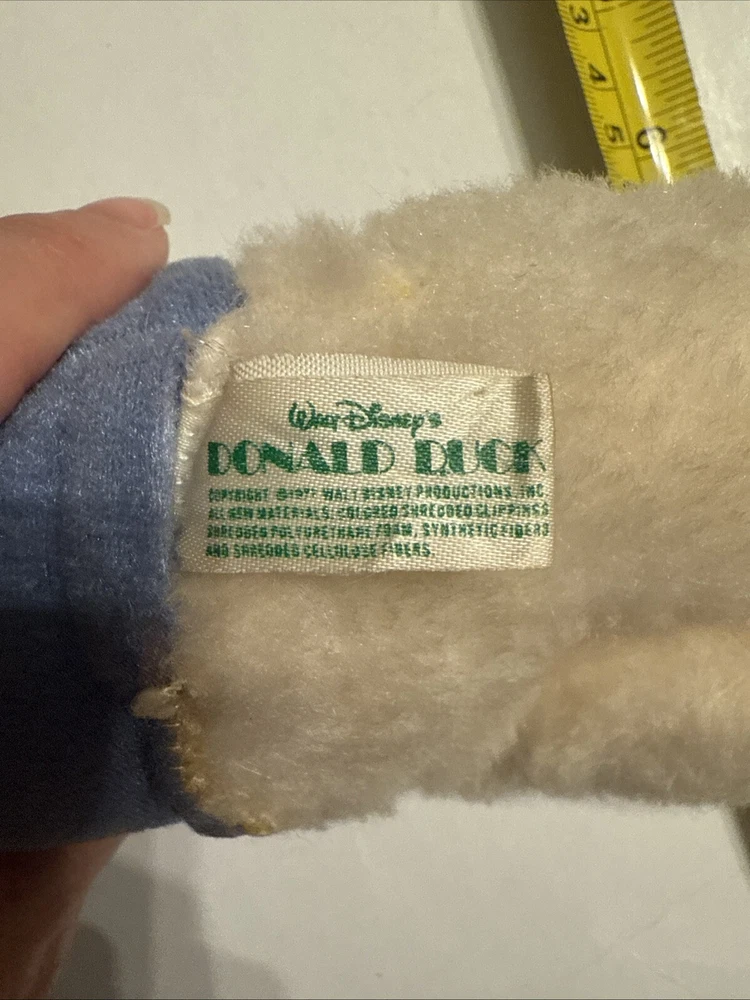 3
4
5
6
Walt Disney's
DONALD DUCK
COPYRIGHT WALT DISNEY PRODUCTIONS, INC.
ALL NEW MATERIALS. COLORED SHREDDED CLIPPINGS
SHREDDED POLYURETHANE FOAM, SYNTHETIC FIBERS
AND SHREDDED CELLULOSE FIBERS.